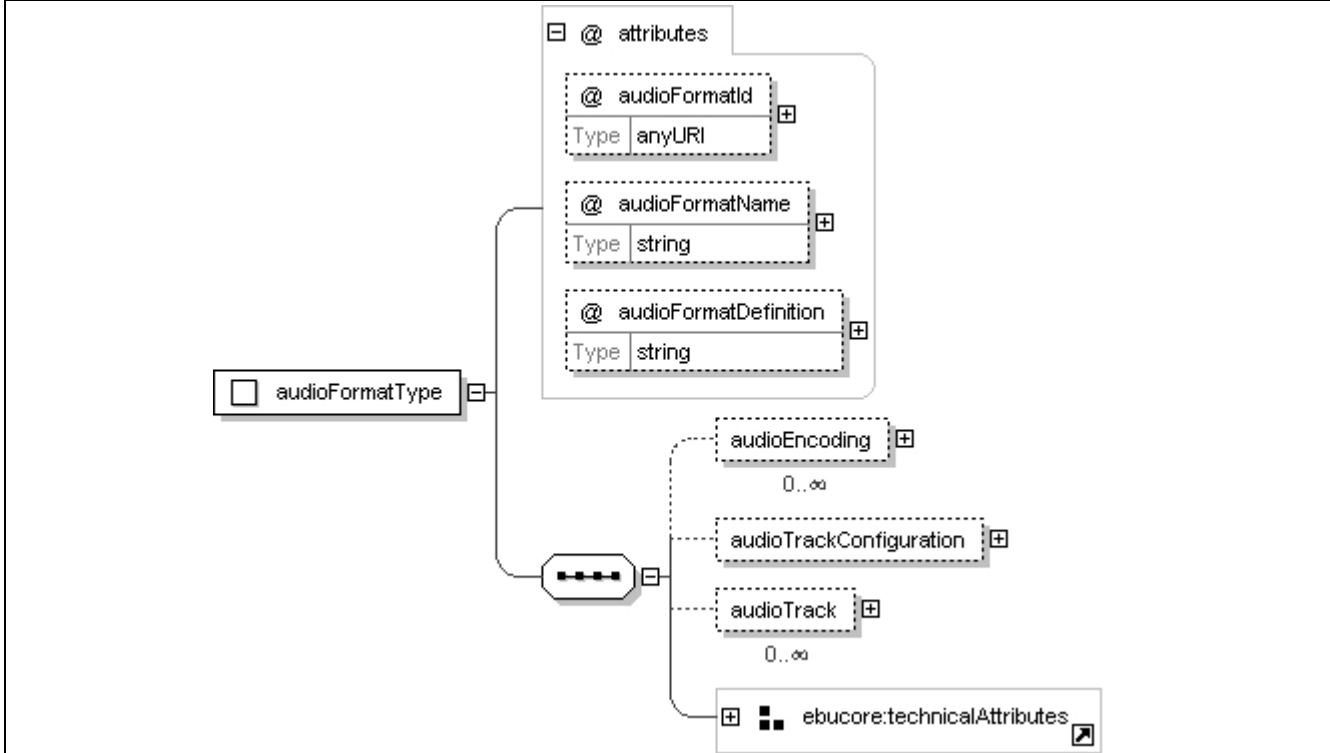 @ attributes
@ audioFormatId
Type anyURI
@ audioFormatName
Type string
@ audioFormatDefinition
Type string
audioFormatType
audioEncoding
0..∞
audioTrackConfiguration
audioTrack
0..∞
ebucore:technicalAttributes